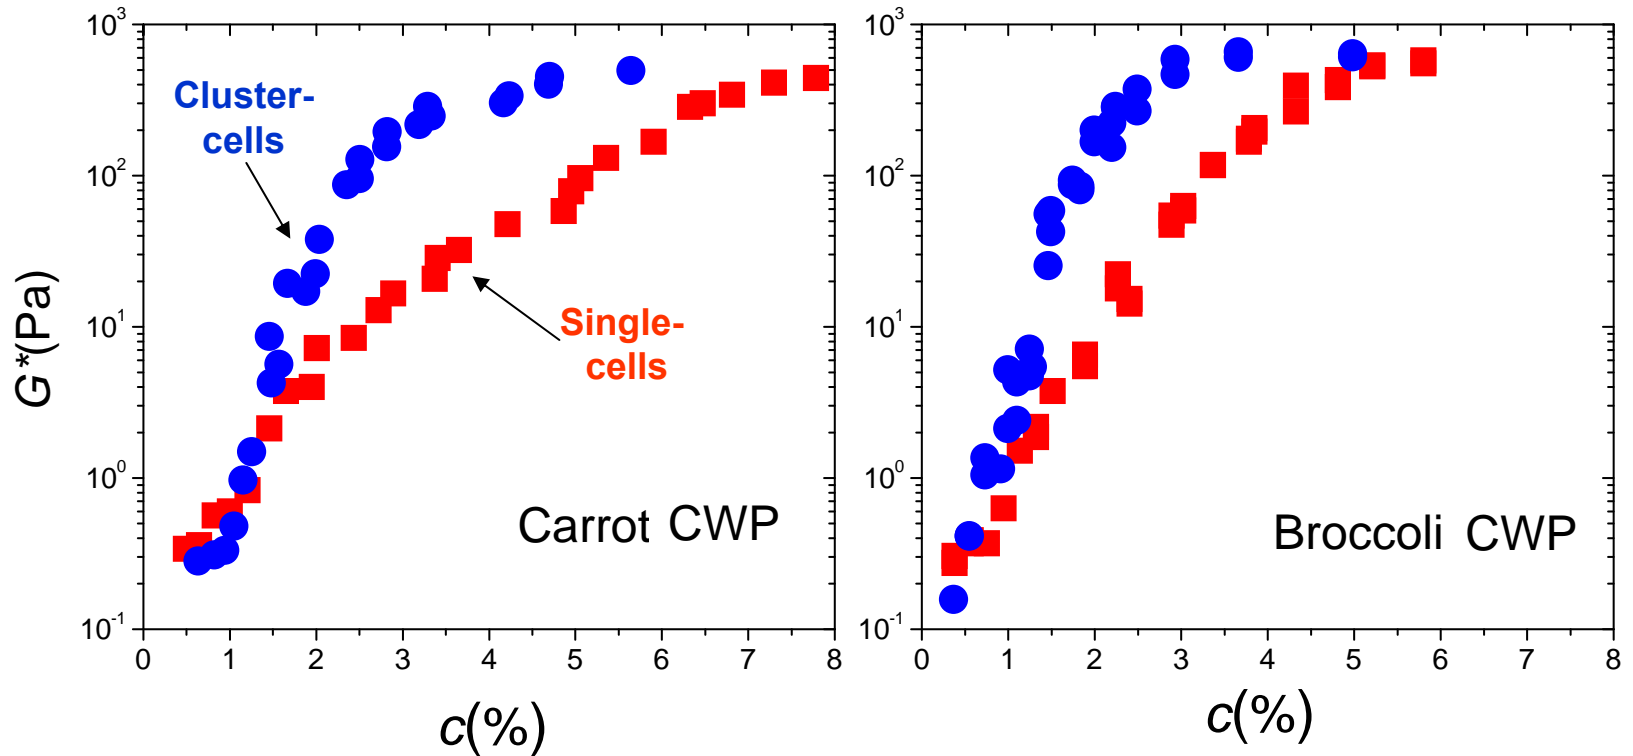 10³
10²
10¹
10⁰
10⁻¹
G*(Pa)
Cluster-
cells
Single-
cells
Carrot CWP
0 1 2 3 4 5 6 7 8
c(%)
10³
10²
10¹
10⁰
10⁻¹
Broccoli CWP
0 1 2 3 4 5 6 7 8
c(%)